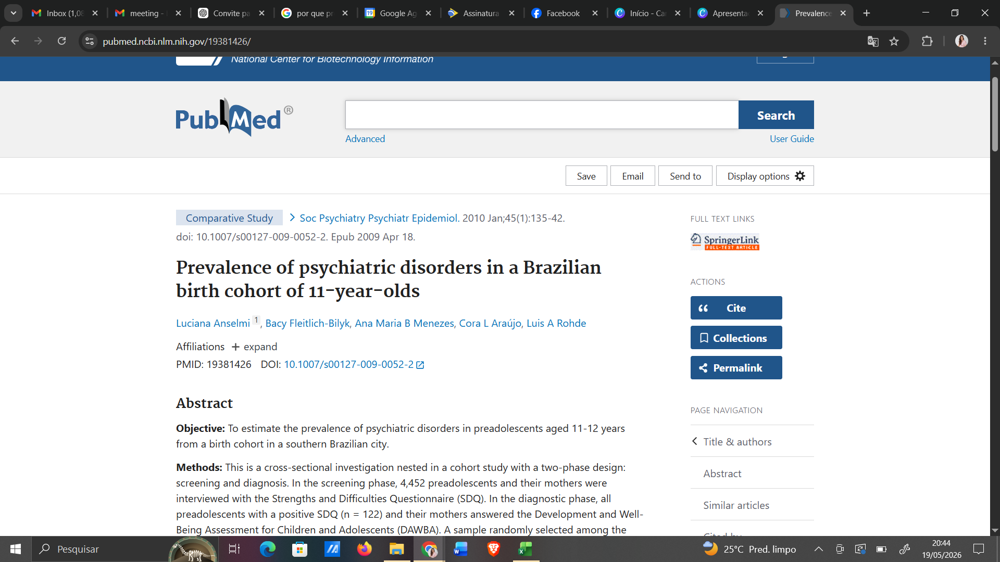 Inbox (1,08
meeting -
Convite pa
por que pr
Google Ag
Assinatura
Facebook
Início - Ca
Apresenta
Prevalence
pubmed.ncbi.nlm.nih.gov/19381426/
National Center for Biotechnology Information
PubMed®
Search
Advanced
User Guide
Save
Email
Send to
Display options
Comparative Study
Soc Psychiatry Psychiatr Epidemiol. 2010 Jan;45(1):135-42.
doi: 10.1007/s00127-009-0052-2. Epub 2009 Apr 18.
Prevalence of psychiatric disorders in a Brazilian
birth cohort of 11-year-olds
Luciana Anselmi 1, Bacy Fleitlich-Bilyk, Ana Maria B Menezes, Cora L Araújo, Luis A Rohde
Affiliations + expand
PMID: 19381426 DOI: 10.1007/s00127-009-0052-2
Abstract
Objective: To estimate the prevalence of psychiatric disorders in preadolescents aged 11-12 years
from a birth cohort in a southern Brazilian city.
Methods: This is a cross-sectional investigation nested in a cohort study with a two-phase design:
screening and diagnosis. In the screening phase, 4,452 preadolescents and their mothers were
interviewed with the Strengths and Difficulties Questionnaire (SDQ). In the diagnostic phase, all
preadolescents with a positive SDQ (n = 122) and their mothers answered the Development and Well-
Being Assessment for Children and Adolescents (DAWBA). A sample randomly selected among the
FULL TEXT LINKS
SpringerLink
FULL-TEXT ARTICLE
ACTIONS
Cite
Collections
Permalink
PAGE NAVIGATION
Title & authors
Abstract
Similar articles
Cited by
Pesquisar
25°C Pred. limpo
20:44
19/05/2026